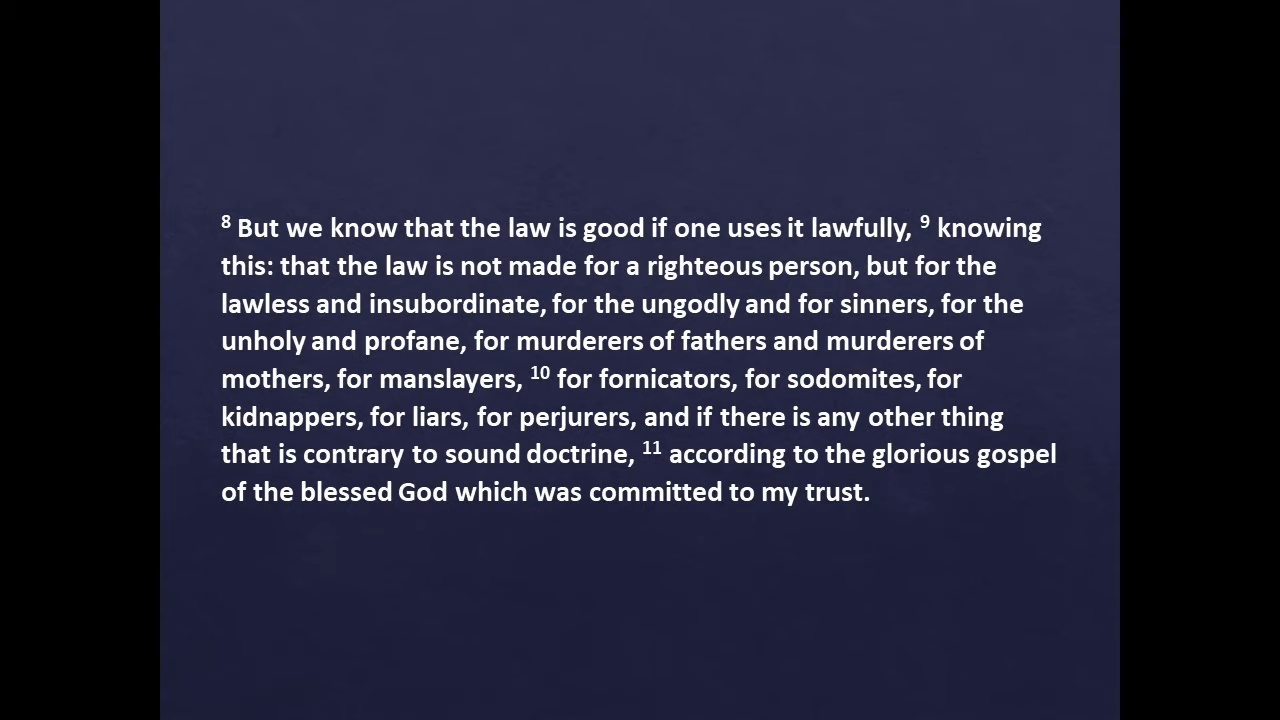 8 But we know that the law is good if one uses it lawfully, 9 knowing
this: that the law is not made for a righteous person, but for the
lawless and insubordinate, for the ungodly and for sinners, for the
unholy and profane, for murderers of fathers and murderers of
mothers, for manslayers, 10 for fornicators, for sodomites, for
kidnappers, for liars, for perjurers, and if there is any other thing
that is contrary to sound doctrine, 11 according to the glorious gospel
of the blessed God which was committed to my trust.